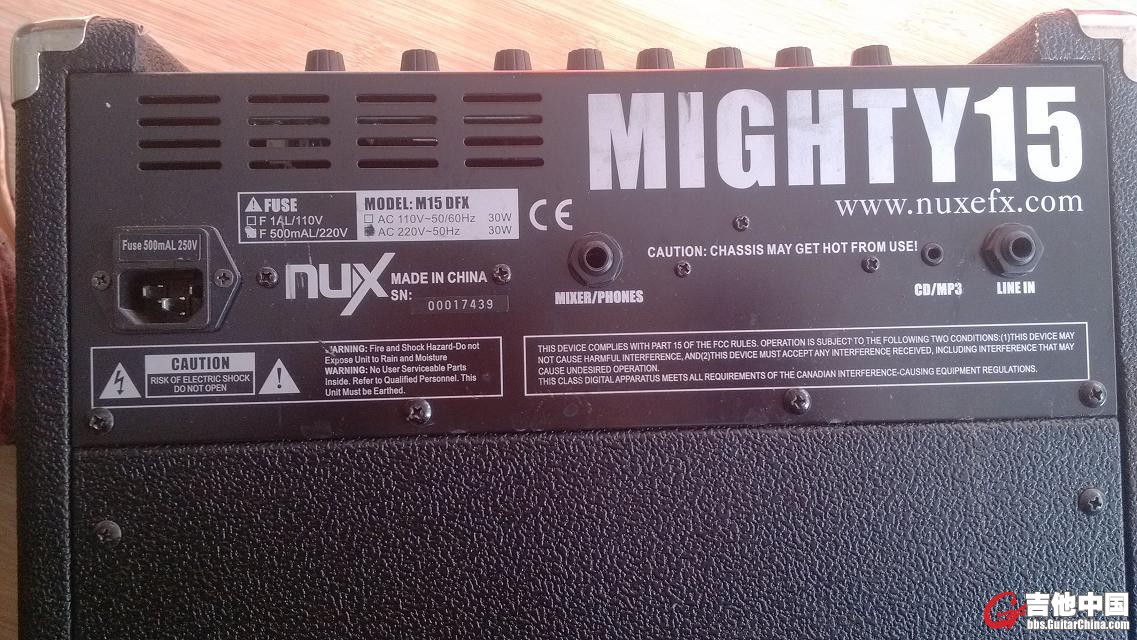 MIGHTY15
www.nuxefx.com
FUSE
F 1AL/110V
F 500mAL/220V
MODEL: M15 DFX
AC 110V~50/60Hz 30W
AC 220V~50Hz 30W
CE
Fuse 500mAL 250V
nux
MADE IN CHINA
SN: 00017439
MIXER/PHONES
CAUTION: CHASSIS MAY GET HOT FROM USE!
CD/MP3
LINE IN
CAUTION
RISK OF ELECTRIC SHOCK
DO NOT OPEN
WARNING: Fire and Shock Hazard-Do not
Expose Unit to Rain and Moisture
WARNING: No User Serviceable Parts
Inside. Refer to Qualified Personnel. This
Unit Must be Earthed.
THIS DEVICE COMPLIES WITH PART 15 OF THE FCC RULES. OPERATION IS SUBJECT TO THE FOLLOWING TWO CONDITIONS:(1)THIS DEVICE MAY
NOT CAUSE HARMFUL INTERFERENCE, AND(2)THIS DEVICE MUST ACCEPT ANY INTERFERENCE RECEIVED, INCLUDING INTERFERENCE THAT MAY
CAUSE UNDESIRED OPERATION.
THIS CLASS DIGITAL APPARATUS MEETS ALL REQUIREMENTS OF THE CANADIAN INTERFERENCE-CAUSING EQUIPMENT REGULATIONS.
吉他中国
bbs.GuitarChina.com